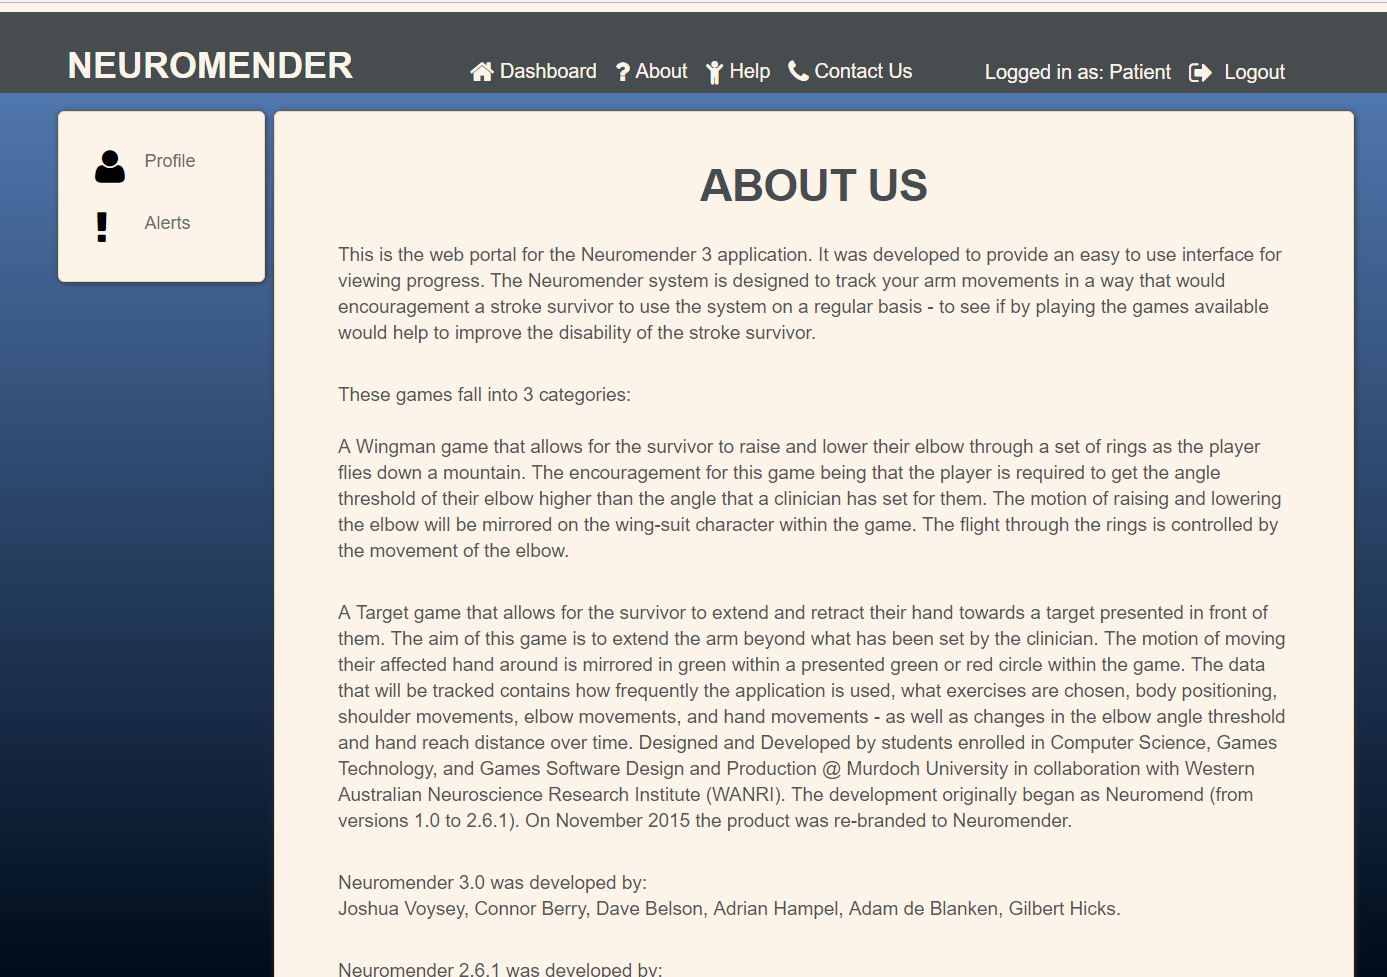 NEUROMENDER
Dashboard ? About Help Contact Us Logged in as: Patient Logout
Profile
Alerts
ABOUT US
This is the web portal for the Neuromender 3 application. It was developed to provide an easy to use interface for
viewing progress. The Neuromender system is designed to track your arm movements in a way that would
encouragement a stroke survivor to use the system on a regular basis - to see if by playing the games available
would help to improve the disability of the stroke survivor.
These games fall into 3 categories:
A Wingman game that allows for the survivor to raise and lower their elbow through a set of rings as the player
flies down a mountain. The encouragement for this game being that the player is required to get the angle
threshold of their elbow higher than the angle that a clinician has set for them. The motion of raising and lowering
the elbow will be mirrored on the wing-suit character within the game. The flight through the rings is controlled by
the movement of the elbow.
A Target game that allows for the survivor to extend and retract their hand towards a target presented in front of
them. The aim of this game is to extend the arm beyond what has been set by the clinician. The motion of moving
their affected hand around is mirrored in green within a presented green or red circle within the game. The data
that will be tracked contains how frequently the application is used, what exercises are chosen, body positioning,
shoulder movements, elbow movements, and hand movements - as well as changes in the elbow angle threshold
and hand reach distance over time. Designed and Developed by students enrolled in Computer Science, Games
Technology, and Games Software Design and Production @ Murdoch University in collaboration with Western
Australian Neuroscience Research Institute (WANRI). The development originally began as Neuromend (from
versions 1.0 to 2.6.1). On November 2015 the product was re-branded to Neuromender.
Neuromender 3.0 was developed by:
Joshua Voysey, Connor Berry, Dave Belson, Adrian Hampel, Adam de Blanken, Gilbert Hicks.
Neuromender 2.6.1 was developed by: